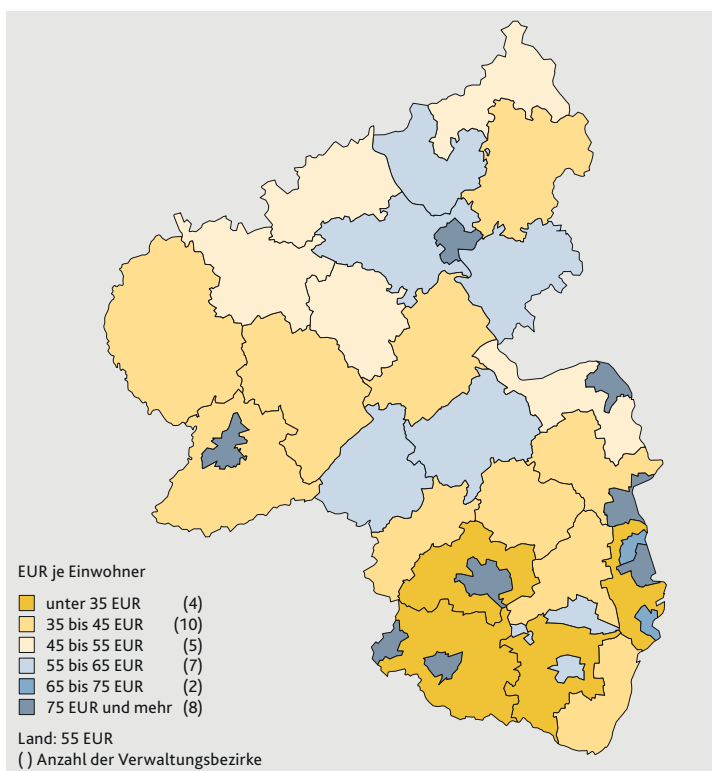 EUR je Einwohner
unter 35 EUR (4)
35 bis 45 EUR (10)
45 bis 55 EUR (5)
55 bis 65 EUR (7)
65 bis 75 EUR (2)
75 EUR und mehr (8)
Land: 55 EUR
( ) Anzahl der Verwaltungsbezirke